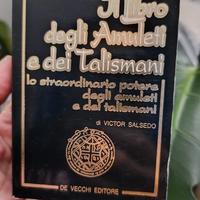 Il Libro
degli Amuleti
e dei Talismani
lo straordinario potere
degli amuleti
e dei talismani
di VICTOR SALSEDO
DE VECCHI EDITORE